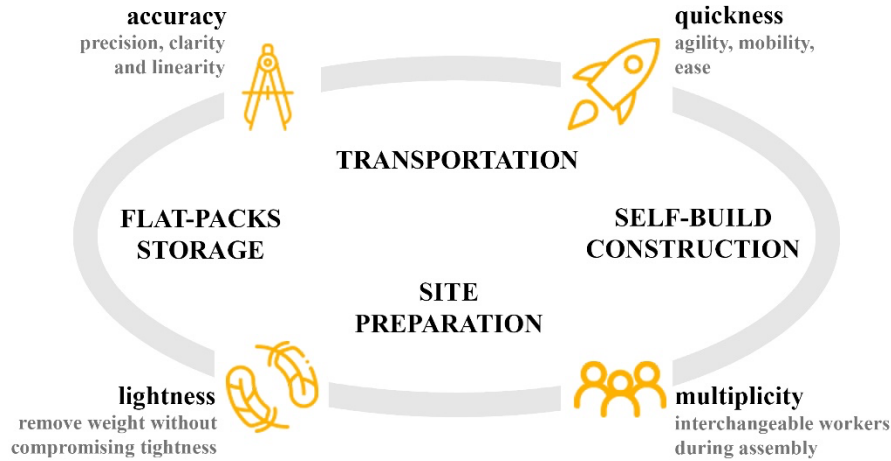 accuracy
precision, clarity
and linearity
quickness
agility, mobility,
ease
TRANSPORTATION
FLAT-PACKS
STORAGE
SELF-BUILD
CONSTRUCTION
SITE
PREPARATION
lightness
remove weight without
compromising tightness
multiplicity
interchangeable workers
during assembly